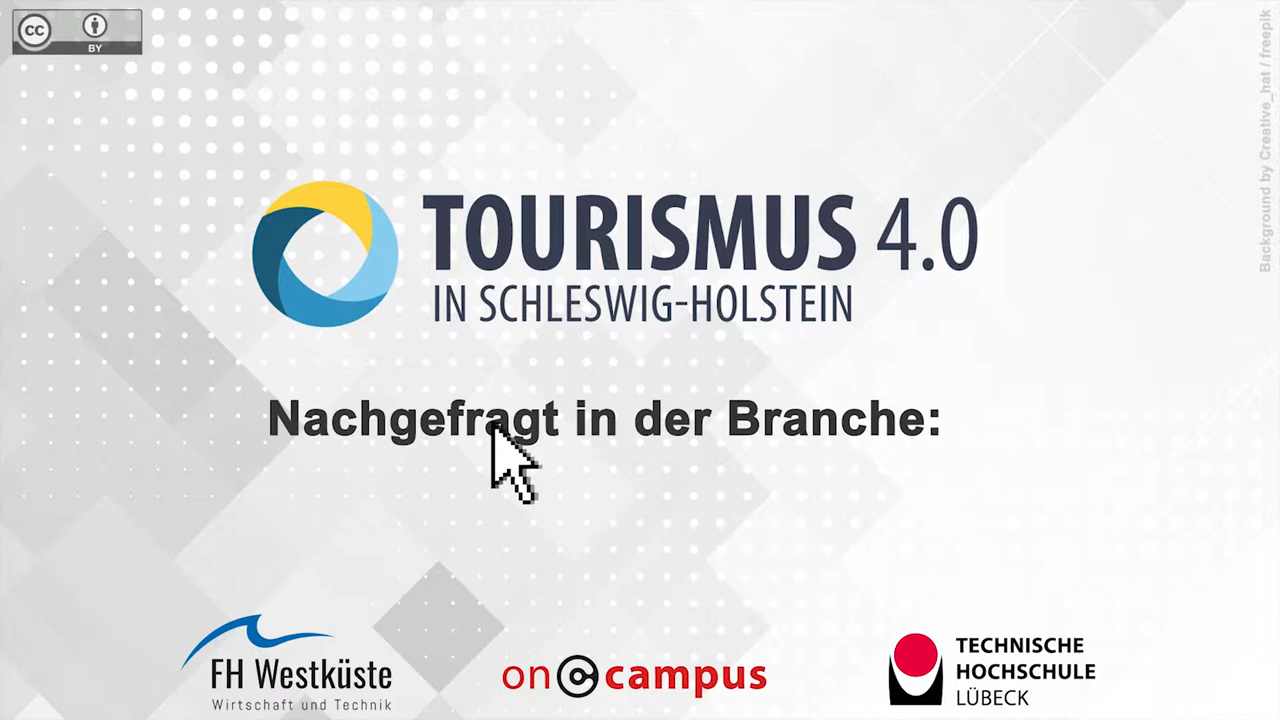 cc
BY
Background by Creative_hat / freepik
TOURISMUS 4.0
IN SCHLESWIG-HOLSTEIN
Nachgefragt in der Branche:
FH Westküste
Wirtschaft und Technik
oncampus
TECHNISCHE
HOCHSCHULE
LÜBECK